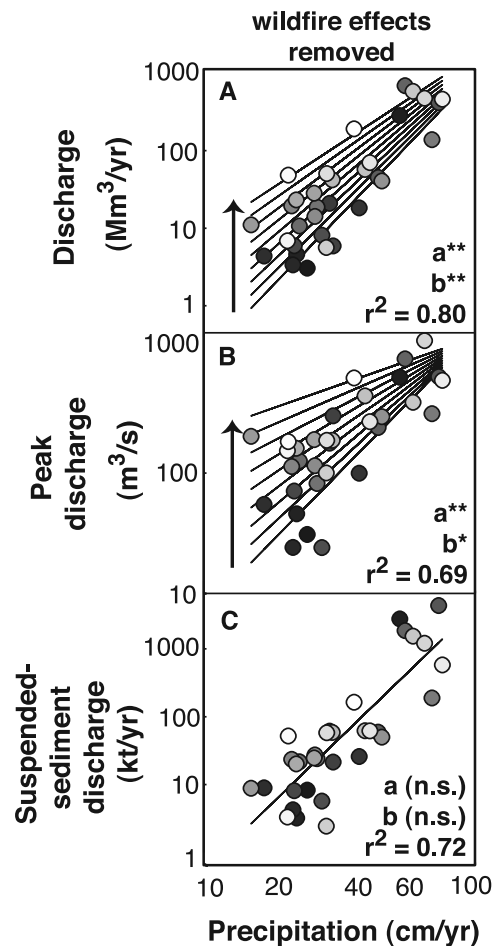 wildfire effects
removed
A
1000
100
10
1
Discharge
(Mm³/yr)
a**
b**
r² = 0.80
B
1000
100
10
Peak
discharge
(m³/s)
a**
b*
r² = 0.69
C
1000
100
10
1
Suspended-
sediment
discharge
(kt/yr)
a (n.s.)
b (n.s.)
r² = 0.72
10 20 40 60 100
Precipitation (cm/yr)